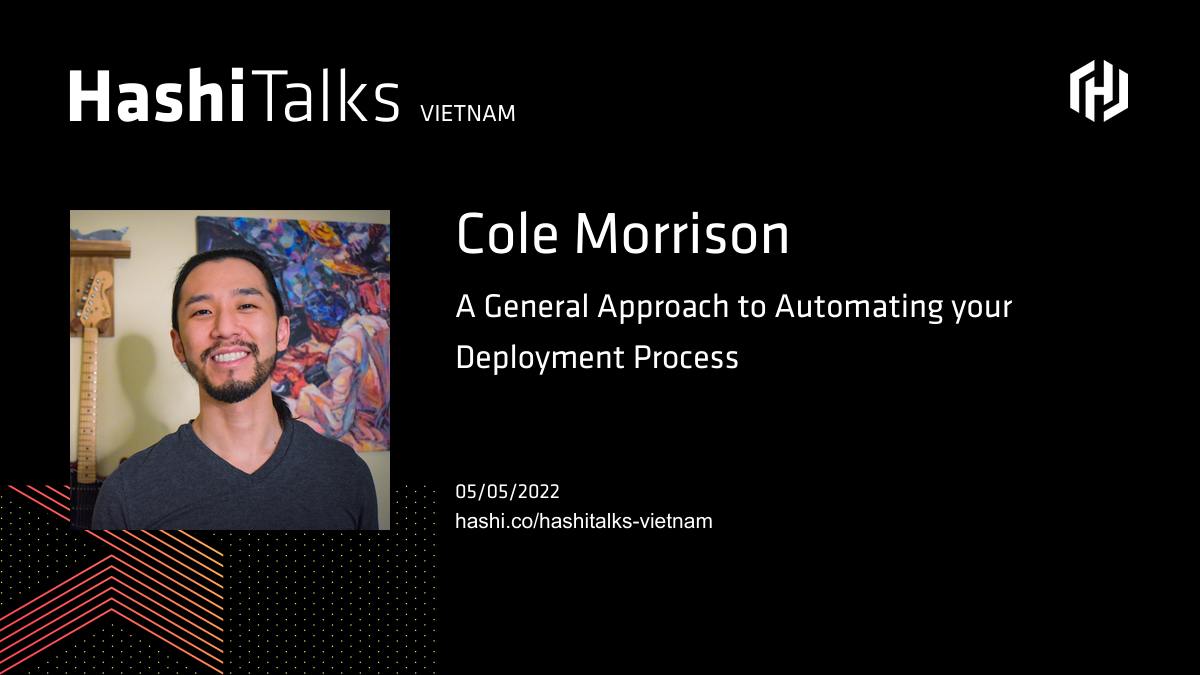 HashiTalks VIETNAM
Cole Morrison
A General Approach to Automating your
Deployment Process
05/05/2022
hashi.co/hashitalks-vietnam